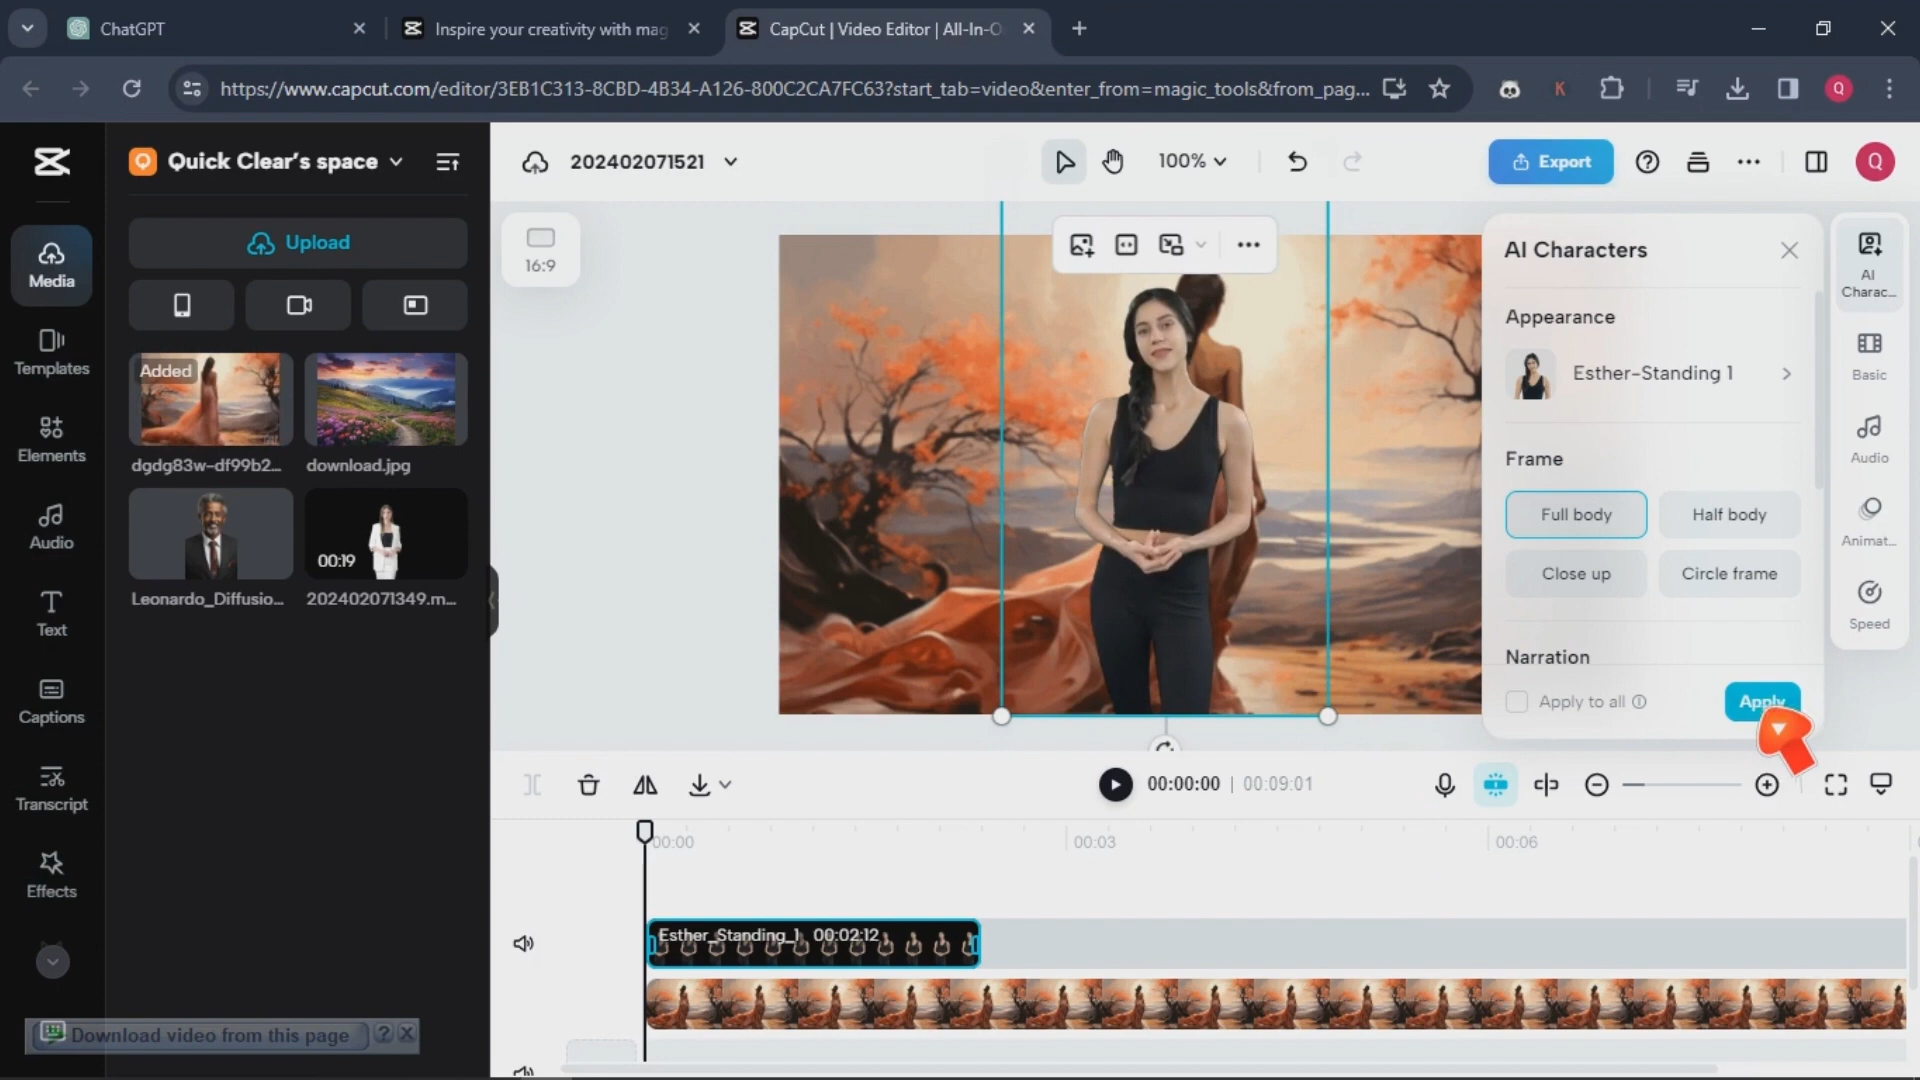 ChatGPT
Inspire your creativity with mag
CapCut | Video Editor | All-In-O
https://www.capcut.com/editor/3EB1C313-8CBD-4B34-A126-800C2CA7FC63?start_tab=video&enter_from=magic_tools&from_pag...
K
Q
Quick Clear's space
202402071521
100%
Export
Q
Media
Templates
Elements
Audio
Text
Captions
Transcript
Effects
Upload
Added
dgdg83w-df99b2...
download.jpg
00:19
Leonardo_Diffusio...
202402071349.m...
Download video from this page
?
16:9
AI Characters
Appearance
Esther-Standing 1
Frame
Full body
Half body
Close up
Circle frame
Narration
Apply to all
Apply
AI
Charac...
Basic
Audio
Animat...
Speed
00:00:00 | 00:09:01
00:00
00:03
00:06
Esther_Standing_1 00:02:12